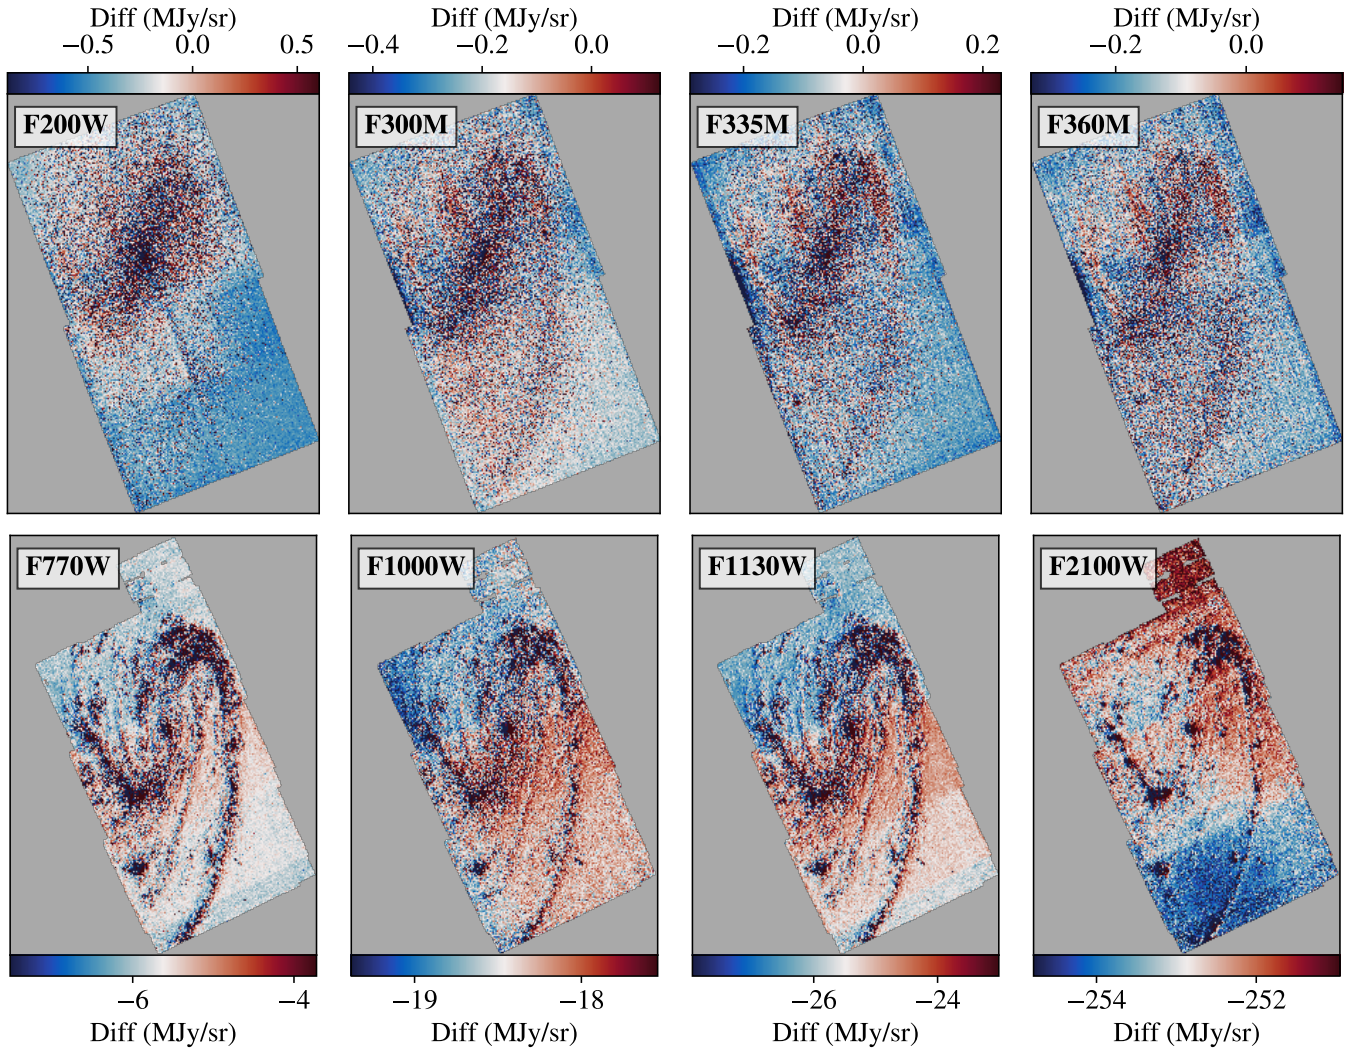 Diff (MJy/sr) Diff (MJy/sr) Diff (MJy/sr) Diff (MJy/sr)
−0.5 0.0 0.5 −0.4 −0.2 0.0 −0.2 0.0 0.2 −0.2 0.0
F200W F300M F335M F360M
F770W F1000W F1130W F2100W
−6 −4 −19 −18 −26 −24 −254 −252
Diff (MJy/sr) Diff (MJy/sr) Diff (MJy/sr) Diff (MJy/sr)